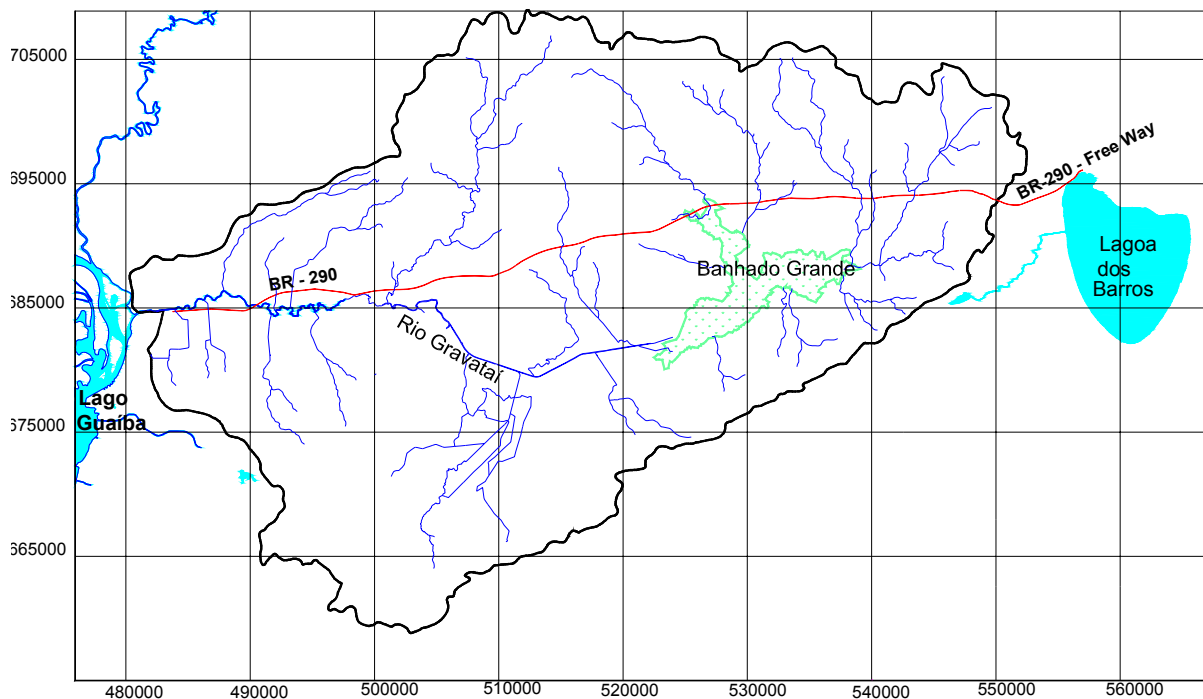 705000
695000
685000
675000
665000
BR-290 - Free Way
BR - 290
Banhado Grande
Lagoa
dos
Barros
Rio Gravataí
Lago
Guaíba
480000
490000
500000
510000
520000
530000
540000
550000
560000